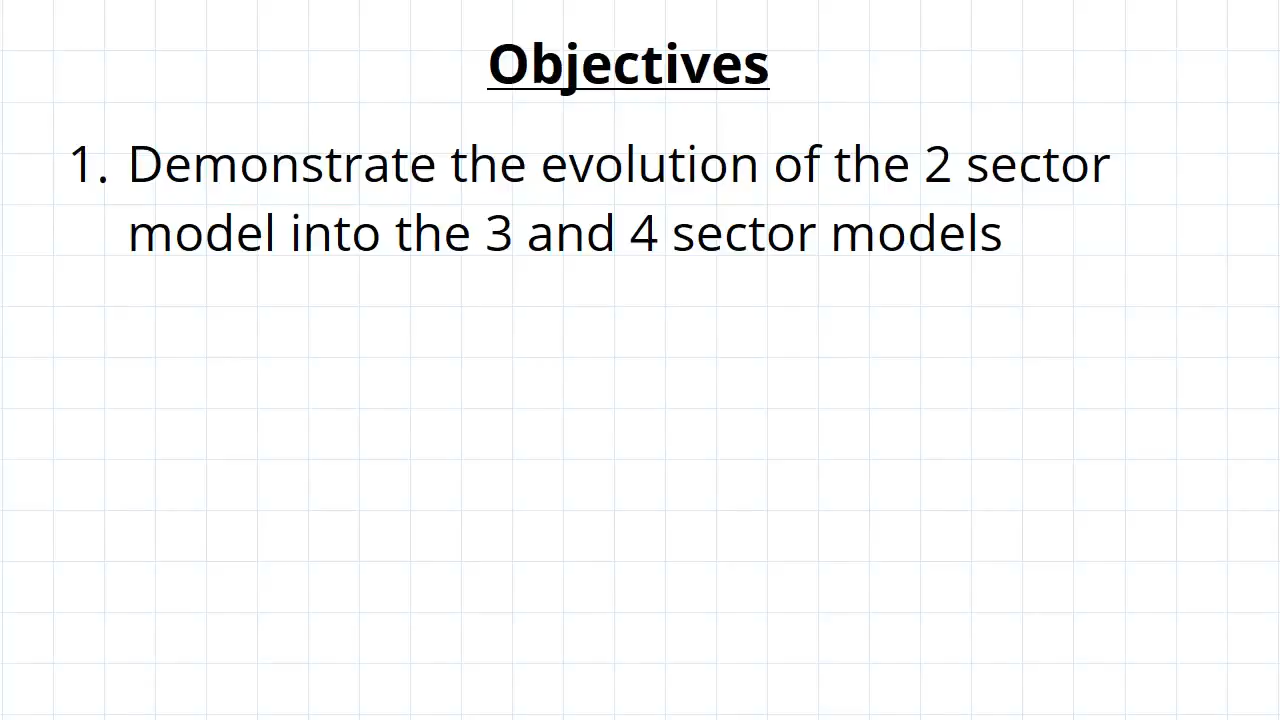 Objectives
1. Demonstrate the evolution of the 2 sector
model into the 3 and 4 sector models